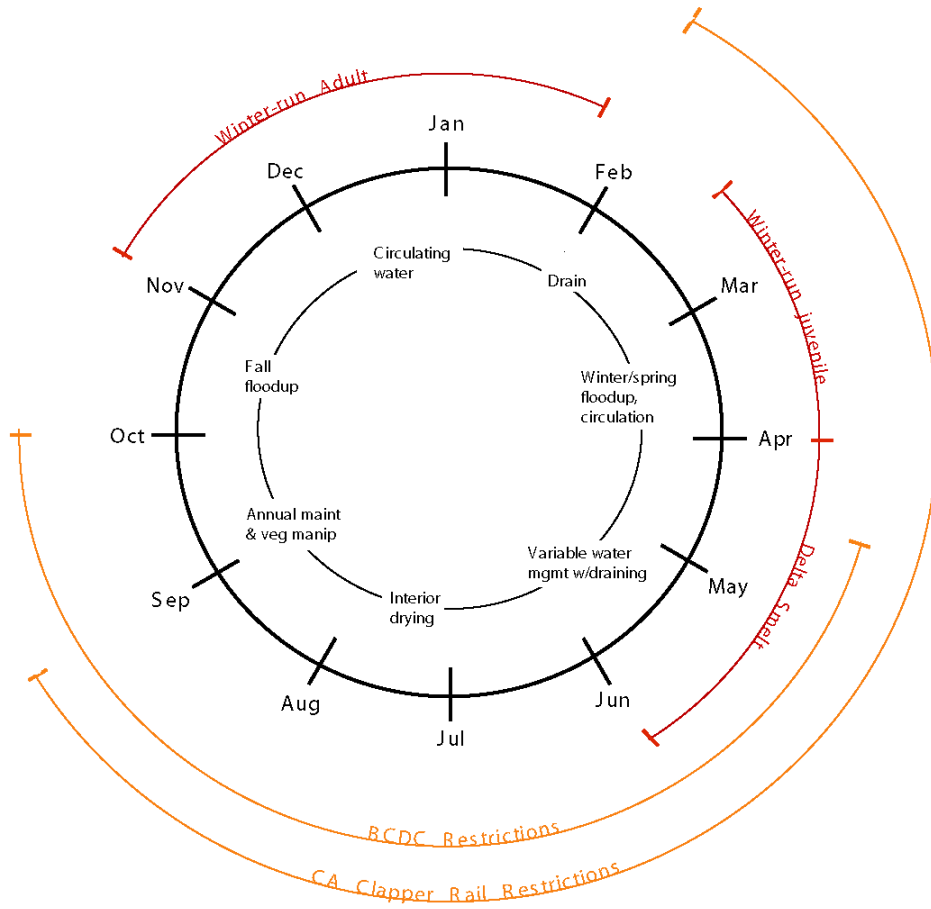 Winter-run Adult
Jan
Dec
Feb
Circulating
water
Drain
Nov
Mar
Winter-run juvenile
Fall
floodup
Winter/spring
floodup,
circulation
Oct
Apr
Annual maint
& veg manip
Variable water
mgmt w/draining
Delta Smelt
Interior
drying
May
Sep
Aug
Jun
Jul
BCDC Restrictions
CA Clapper Rail Restrictions